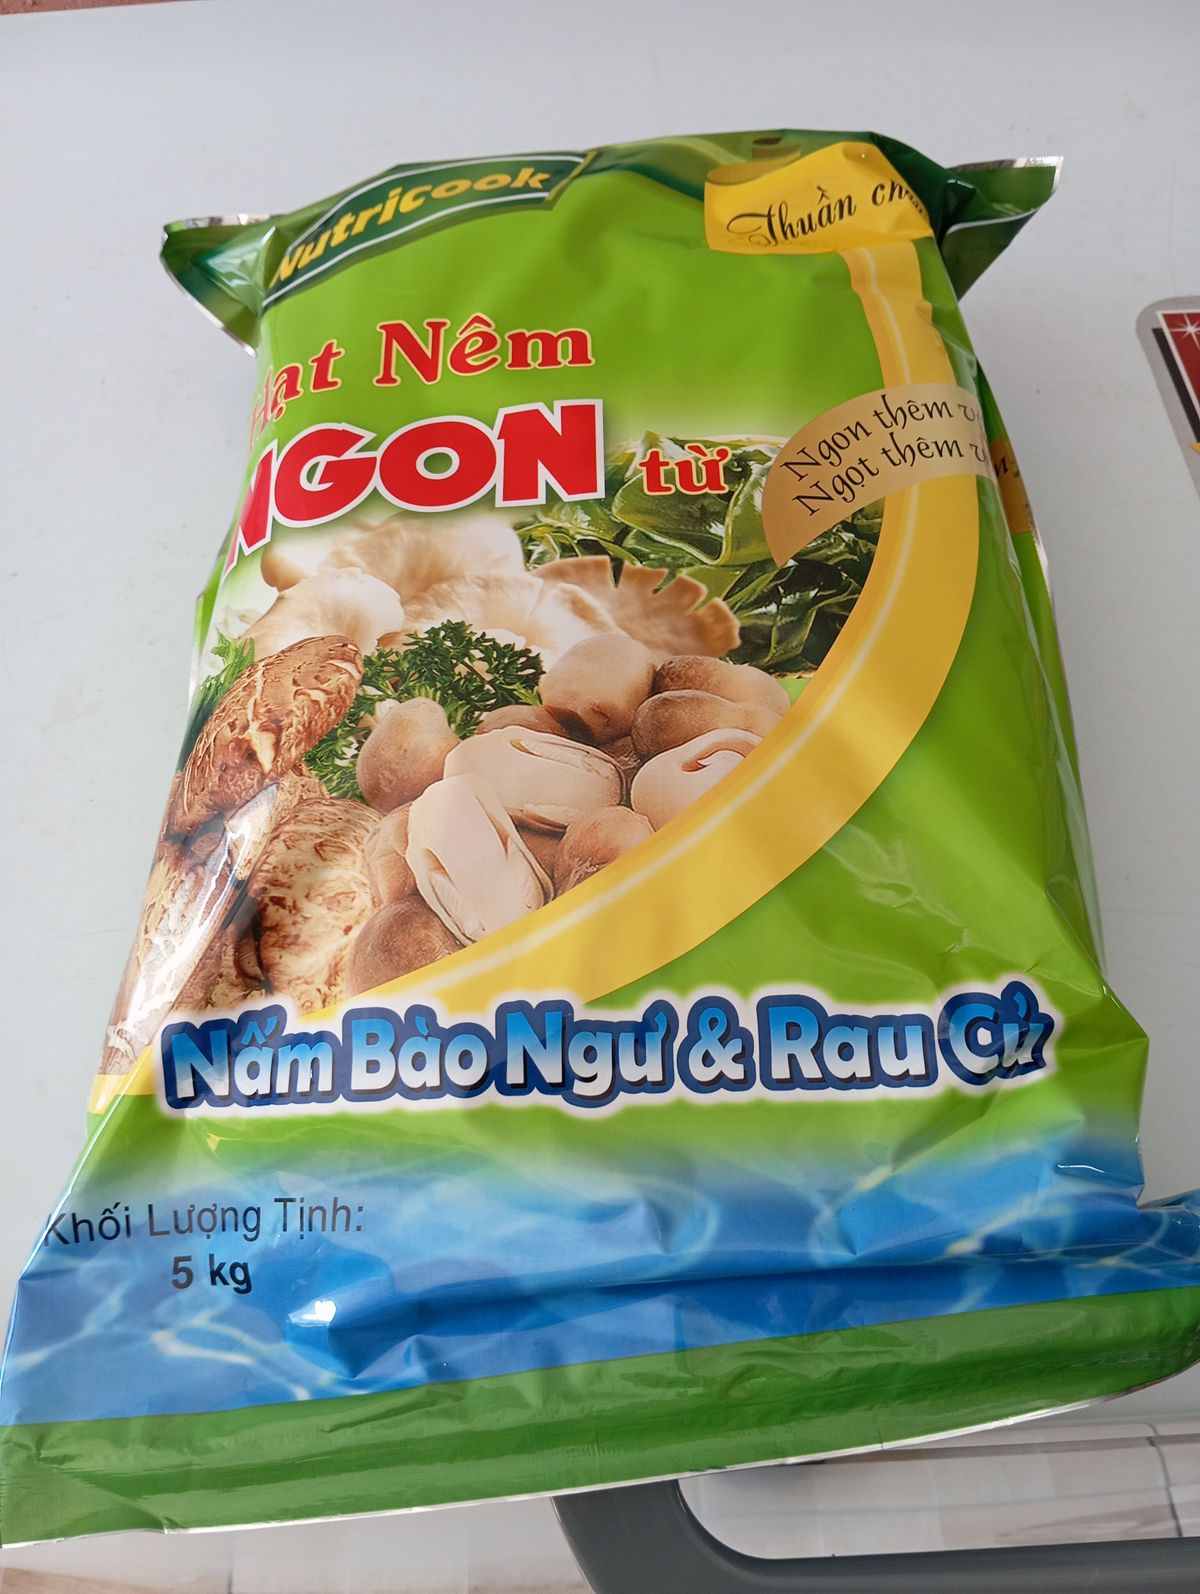 Nutricook
Thuần
Hạt Nêm
NGON từ
Ngon thêm
Ngọt thêm
Nấm Bào Ngư & Rau Củ
Khối Lượng Tịnh:
5 kg